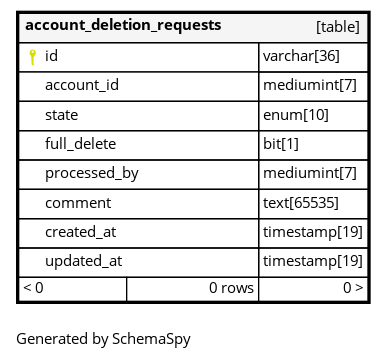 account_deletion_requests [table]
id varchar[36]
account_id mediumint[7]
state enum[10]
full_delete bit[1]
processed_by mediumint[7]
comment text[65535]
created_at timestamp[19]
updated_at timestamp[19]
< 0 0 rows 0 >
Generated by SchemaSpy